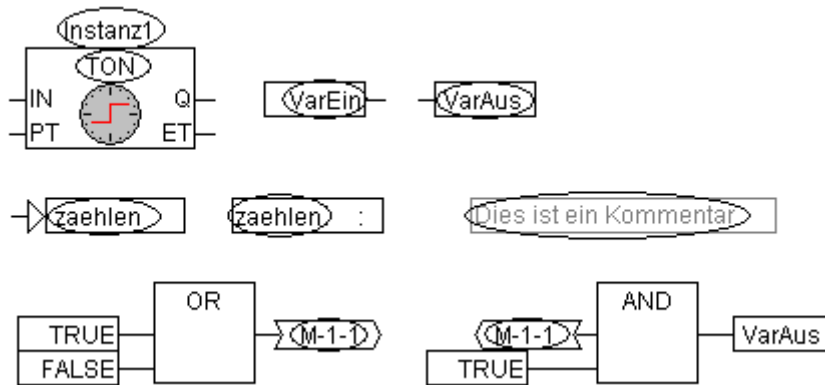 Instanz1
TON
IN Q
PT ET
VarEin
VarAus
zaehlen
zaehlen :
Dies ist ein Kommentar
OR
TRUE
FALSE
M-1-1
M-1-1
TRUE
AND
VarAus